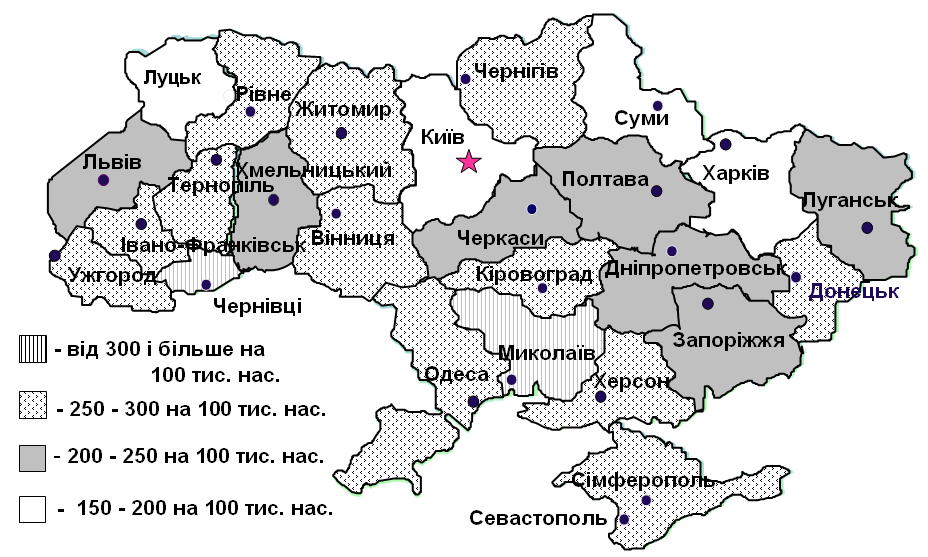 Чернігів
Луцьк
Рівне
Житомир
Суми
Київ
Львів
Хмельницький
Тернопіль
Полтава
Харків
Луганськ
Івано-Франківськ
Вінниця
Черкаси
Ужгород
Кіровоград
Дніпропетровськ
Донецьк
Чернівці
Запоріжжя
Миколаїв
Одеса
Херсон
Сімферополь
Севастополь
- від 300 і більше на
100 тис. нас.
- 250 - 300 на 100 тис. нас.
- 200 - 250 на 100 тис. нас.
- 150 - 200 на 100 тис. нас.